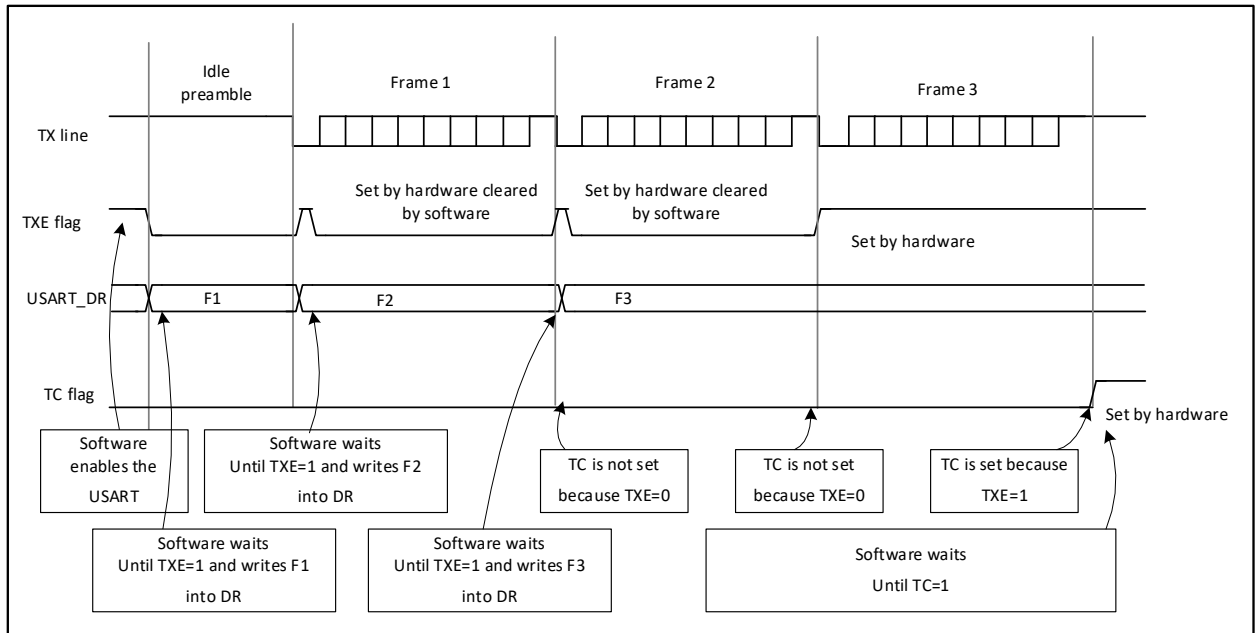 Idle
preamble
Frame 1
Frame 2
Frame 3
TX line
Set by hardware cleared
by software
Set by hardware cleared
by software
TXE flag
Set by hardware
USART_DR
F1
F2
F3
TC flag
Set by hardware
Software
enables the
USART
Software waits
Until TXE=1 and writes F2
into DR
TC is not set
because TXE=0
TC is not set
because TXE=0
TC is set because
TXE=1
Software waits
Until TXE=1 and writes F1
into DR
Software waits
Until TXE=1 and writes F3
into DR
Software waits
Until TC=1